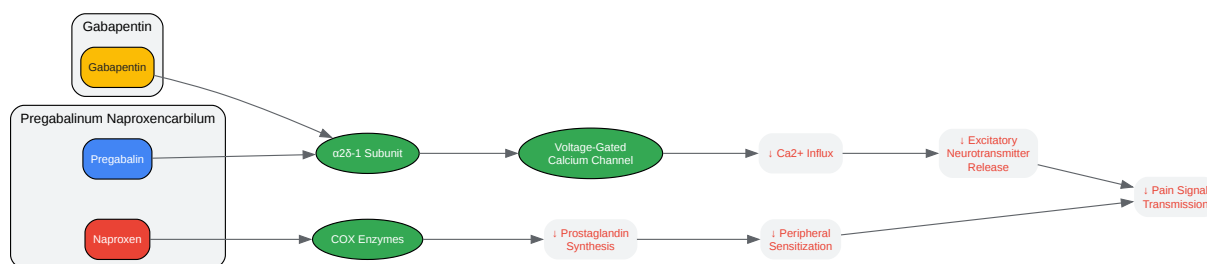 Gabapentin
Gabapentin
Pregabalinum Naproxencarbilum
Pregabalin
Naproxen
α2δ-1 Subunit
COX Enzymes
Voltage-Gated
Calcium Channel
↓ Prostaglandin
Synthesis
↓ Ca2+ Influx
↓ Peripheral
Sensitization
↓ Excitatory
Neurotransmitter
Release
↓ Pain Signal
Transmission